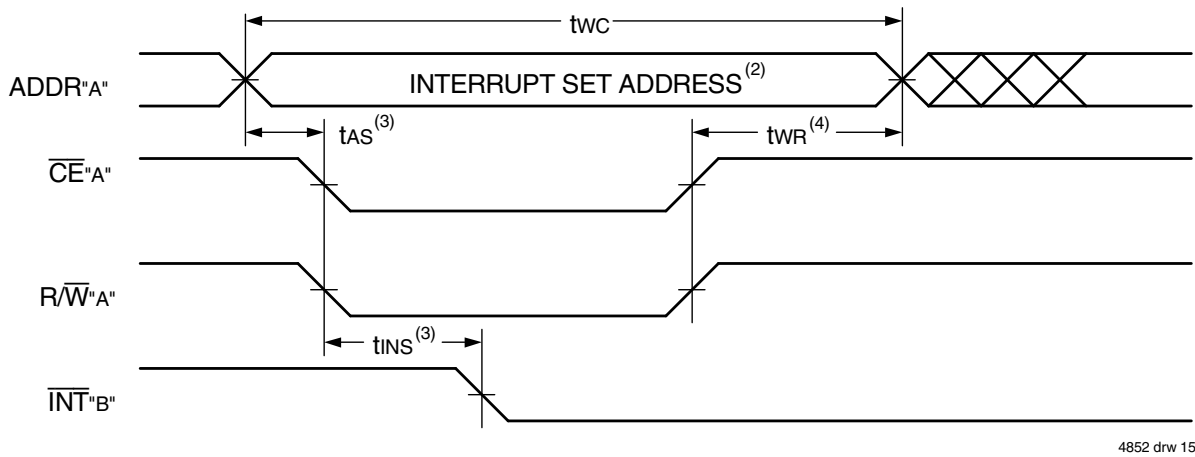 tWC
ADDR"A"
INTERRUPT SET ADDRESS(2)
tAS(3)
tWR(4)
CE"A"
R/W"A"
tINS(3)
INT"B"
4852 drw 15